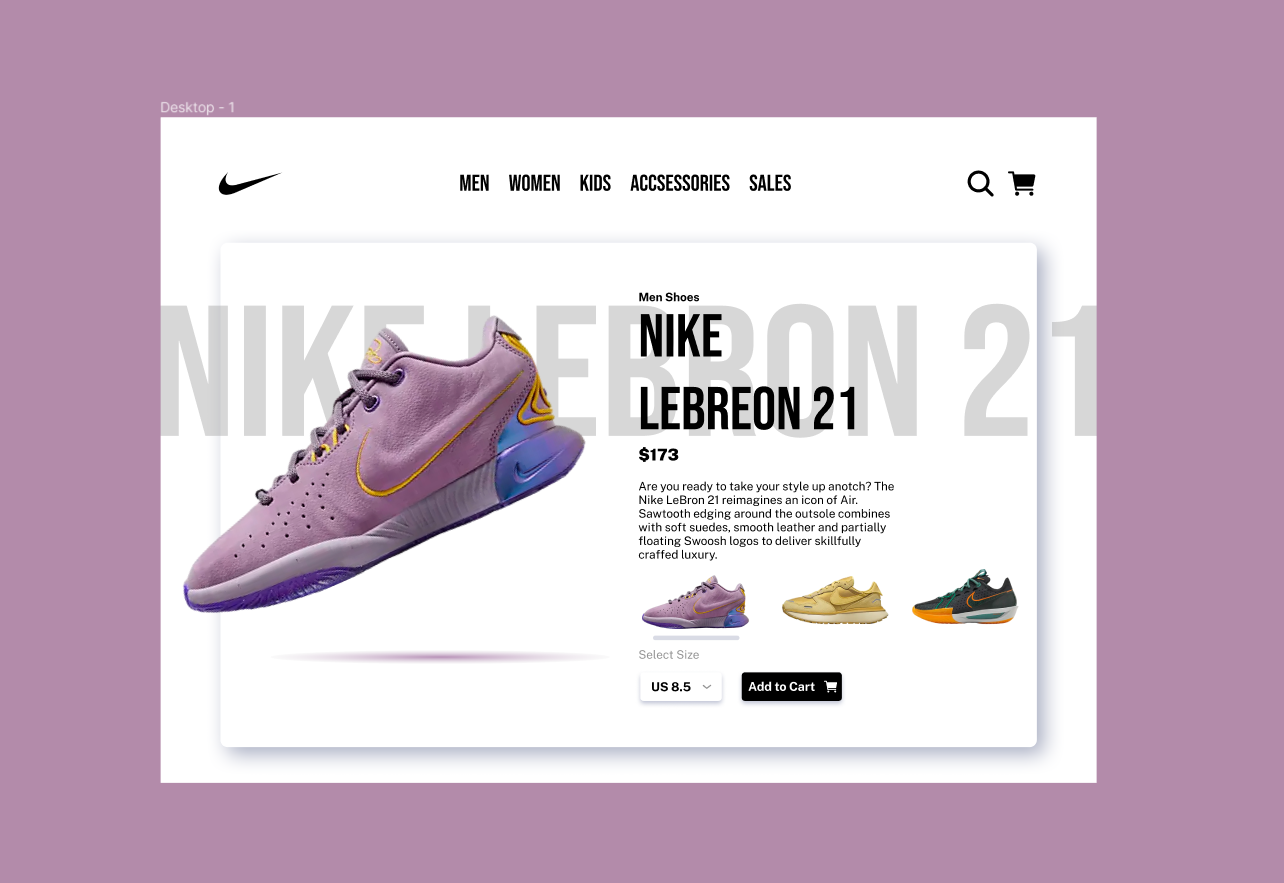 Desktop - 1
MEN WOMEN KIDS ACCSESSORIES SALES
NIKE LEBRON 21
Men Shoes
NIKE
LEBREON 21
$173
Are you ready to take your style up anotch? The
Nike LeBron 21 reimagines an icon of Air.
Sawtooth edging around the outsole combines
with soft suedes, smooth leather and partially
floating Swoosh logos to deliver skillfully
craffed luxury.
Select Size
US 8.5
Add to Cart